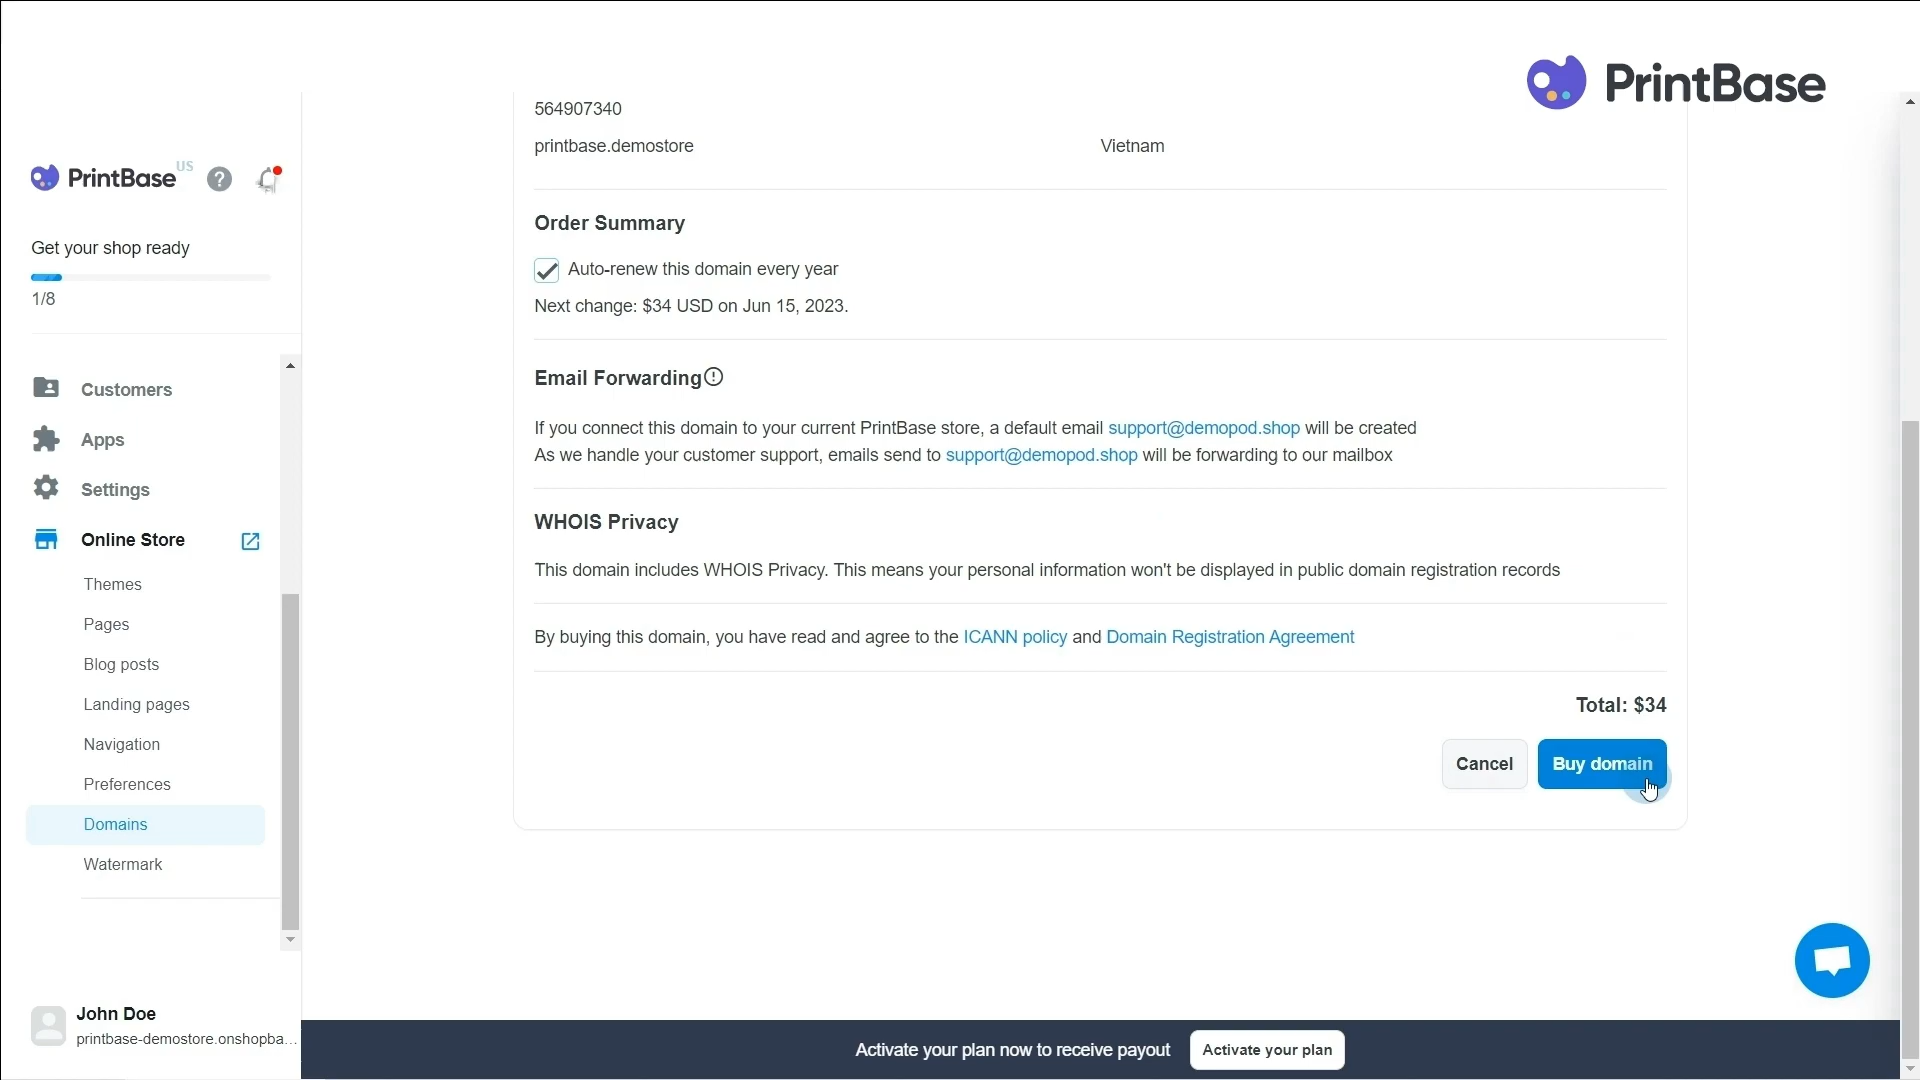 PrintBase
564907340
printbase.demostore
Vietnam
PrintBase US
Get your shop ready
1/8
Customers
Apps
Settings
Online Store
Themes
Pages
Blog posts
Landing pages
Navigation
Preferences
Domains
Watermark
John Doe
printbase-demostore.onshopba...
Order Summary
Auto-renew this domain every year
Next change: $34 USD on Jun 15, 2023.
Email Forwarding
If you connect this domain to your current PrintBase store, a default email support@demopod.shop will be created
As we handle your customer support, emails send to support@demopod.shop will be forwarding to our mailbox
WHOIS Privacy
This domain includes WHOIS Privacy. This means your personal information won't be displayed in public domain registration records
By buying this domain, you have read and agree to the ICANN policy and Domain Registration Agreement
Total: $34
Cancel
Buy domain
Activate your plan now to receive payout
Activate your plan